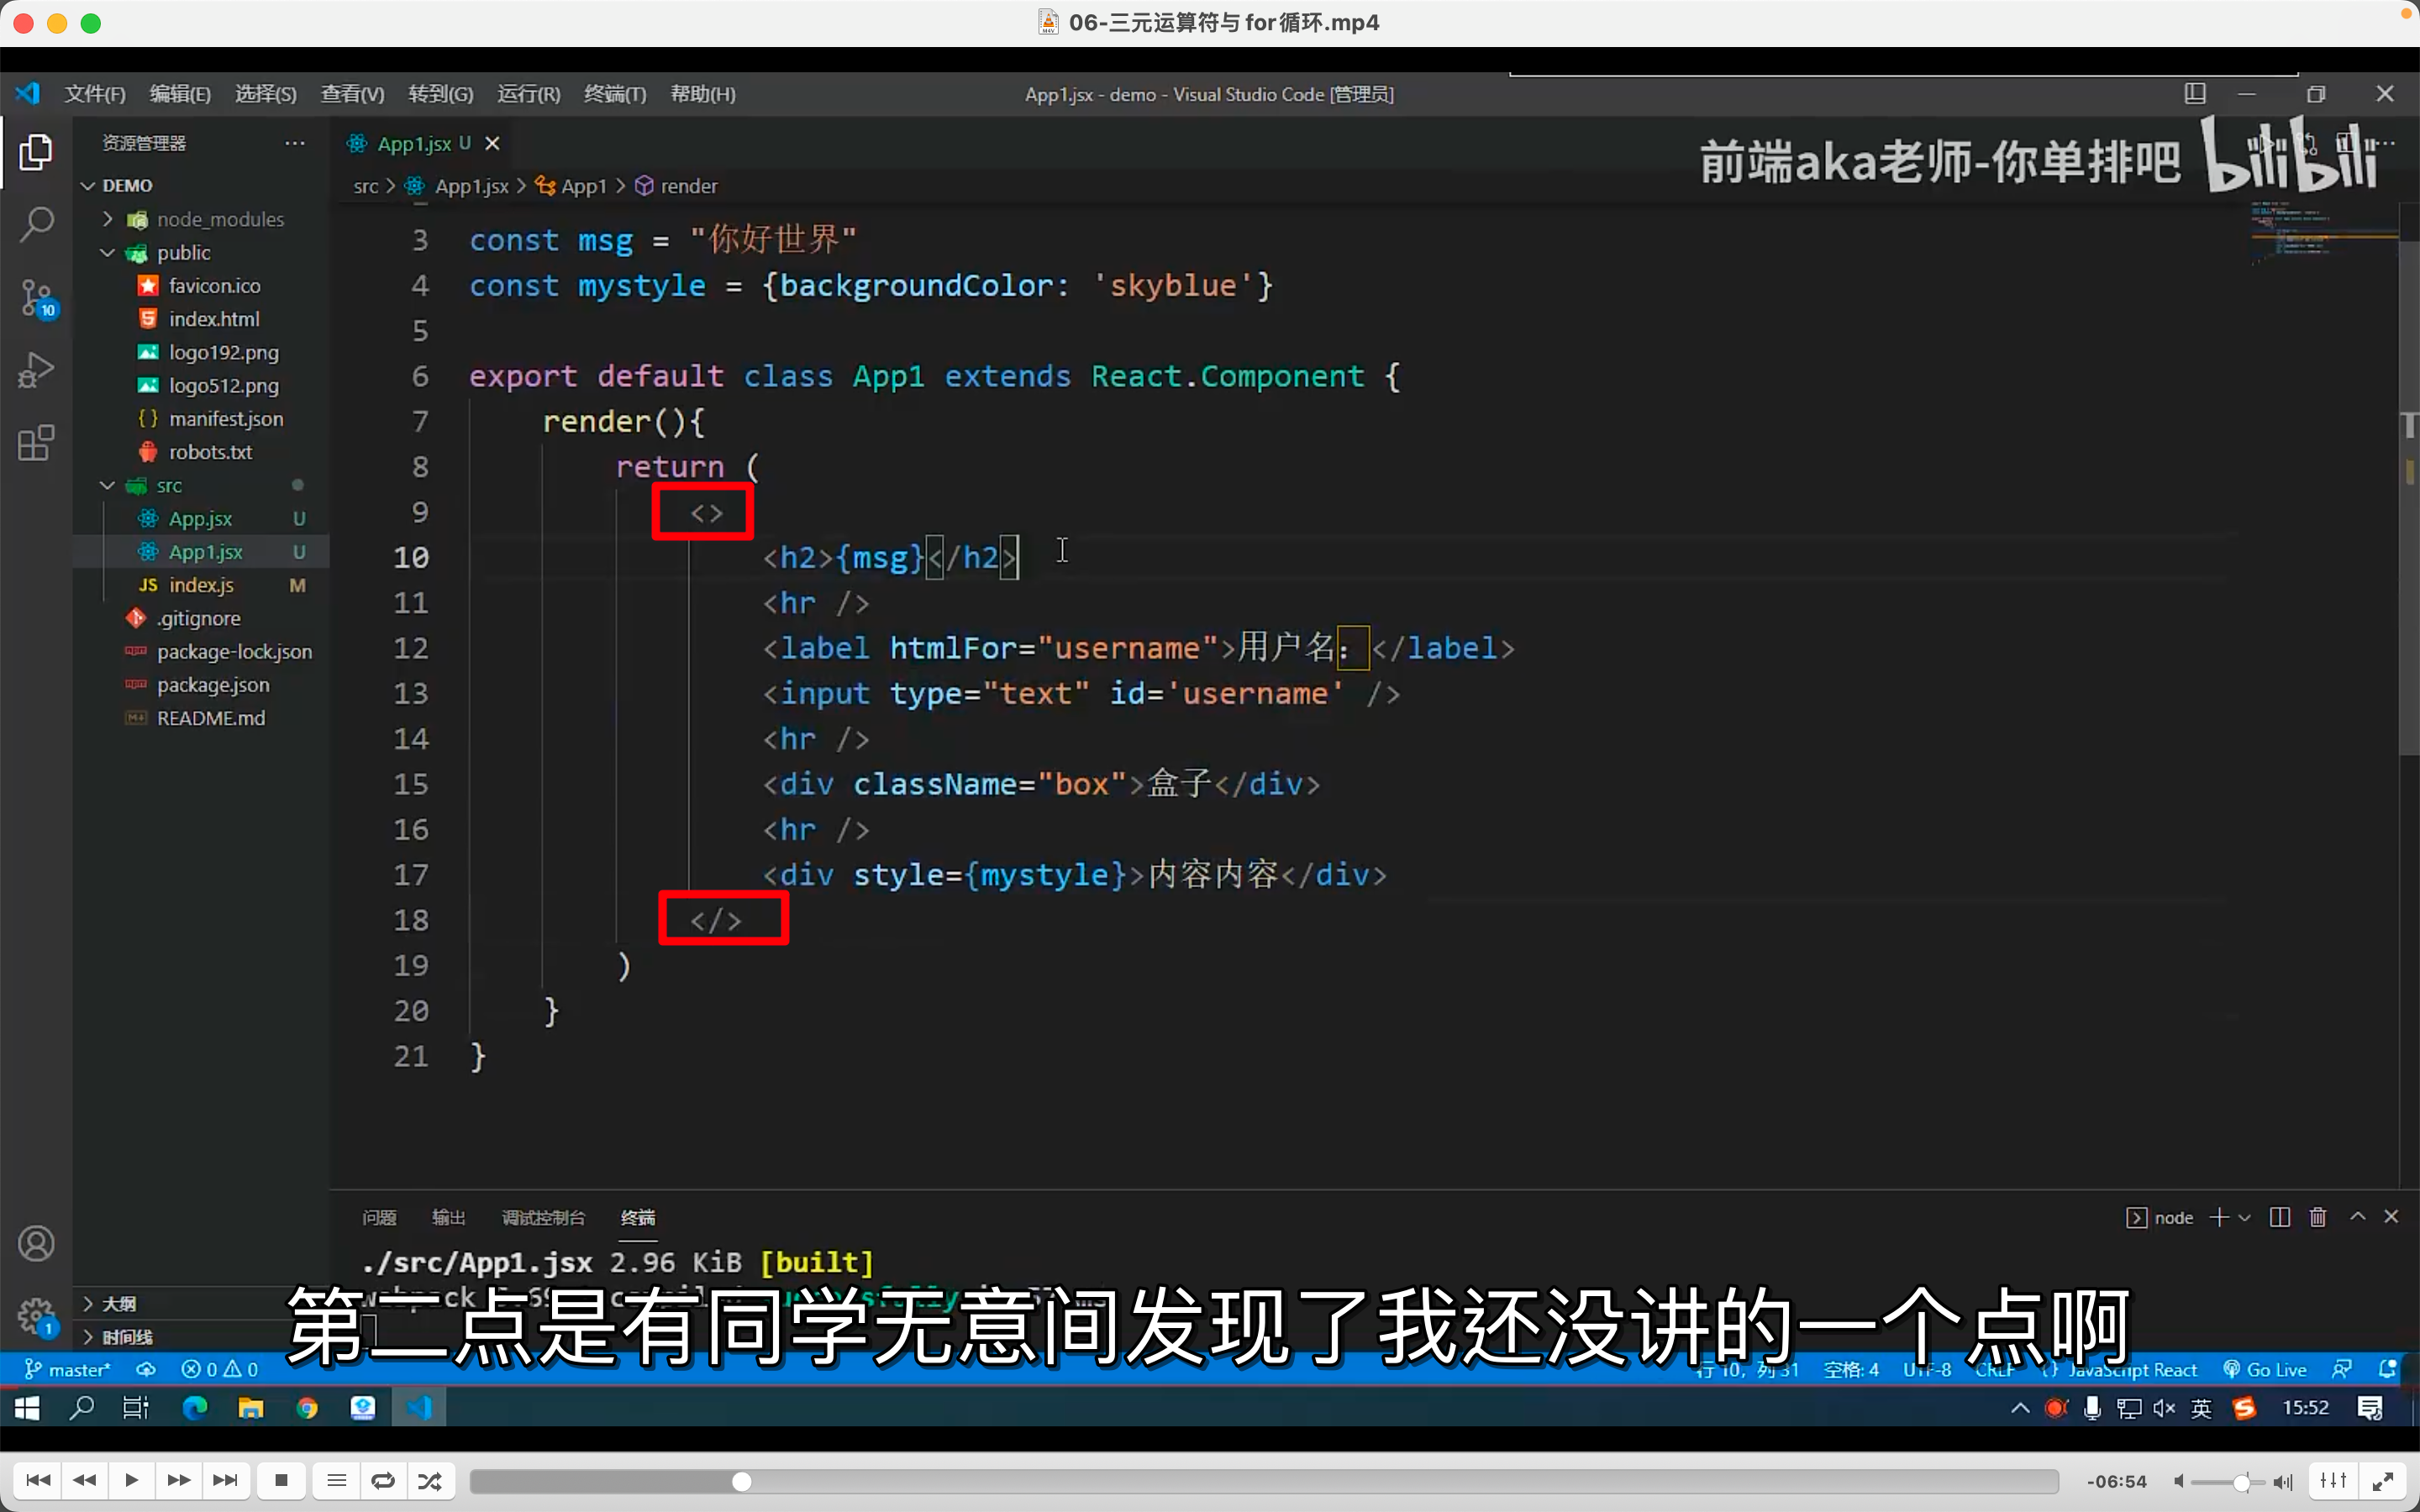 06-三元运算符与for循环.mp4
文件(F) 编辑(E) 选择(S) 查看(V) 转到(G) 运行(R) 终端(T) 帮助(H)
App1.jsx - demo - Visual Studio Code [管理员]
资源管理器
App1.jsx U
前端aka老师-你单排吧 bilibili
DEMO
src > App1.jsx > App1 > render
node_modules
public
favicon.ico
index.html
logo192.png
logo512.png
manifest.json
robots.txt
src
App.jsx U
App1.jsx U
JS index.js M
.gitignore
package-lock.json
package.json
README.md
10
3 const msg = "你好世界"
4 const mystyle = {backgroundColor: 'skyblue'}
5
6 export default class App1 extends React.Component {
7 render(){
8 return (
9 <>
10 <h2>{msg}</h2>
11 <hr />
12 <label htmlFor="username">用户名：</label>
13 <input type="text" id='username' />
14 <hr />
15 <div className="box">盒子</div>
16 <hr />
17 <div style={mystyle}>内容内容</div>
18 </>
19 )
20 }
21 }
问题 输出 调试控制台 终端
node
./src/App1.jsx 2.96 KiB [built]
大纲
时间线
1
第二点是有同学无意间发现了我还没讲的一个点啊
master* 0 0
行 10，列 31 空格: 4 UTF-8 CRLF {} JavaScript React Go Live
英 15:52
-06:54